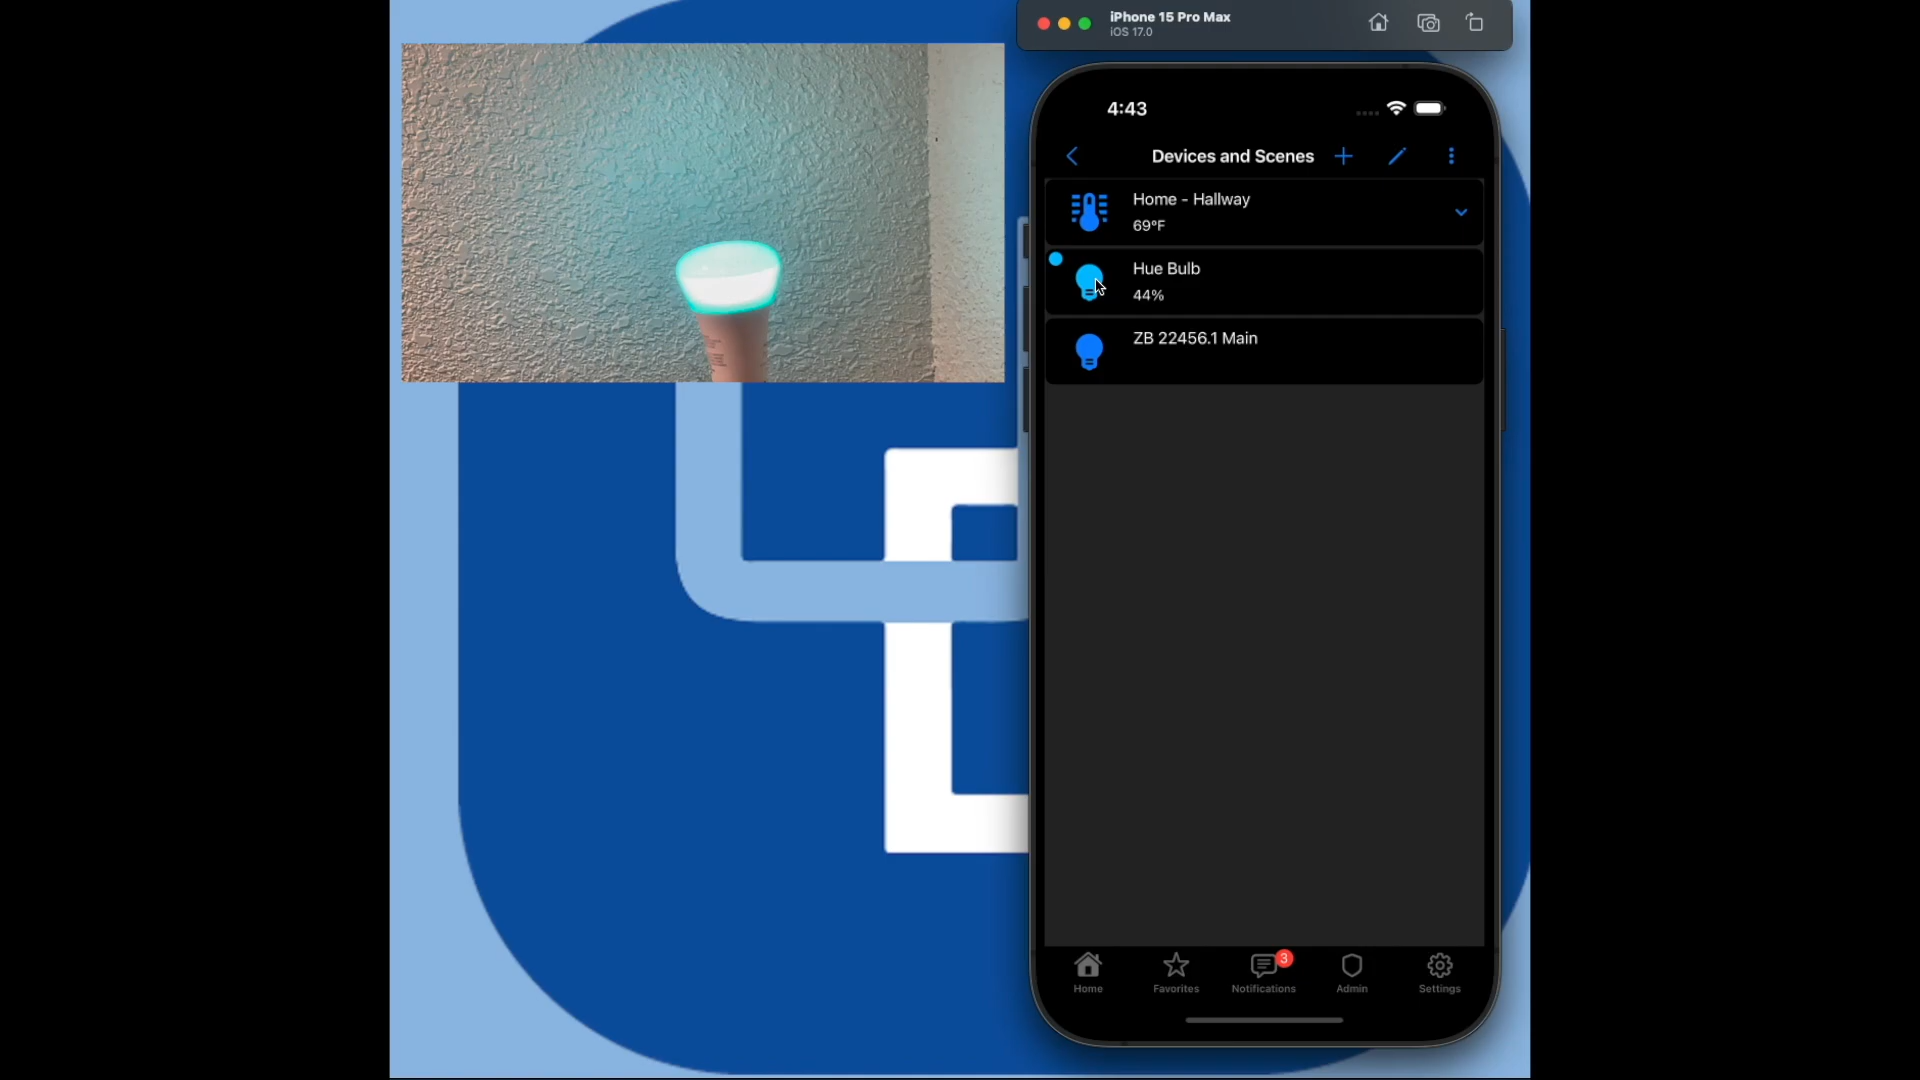 iPhone 15 Pro Max
iOS 17.0
4:43
Devices and Scenes
Home - Hallway
69°F
Hue Bulb
44%
ZB 22456.1 Main
Home
Favorites
3
Notifications
Admin
Settings